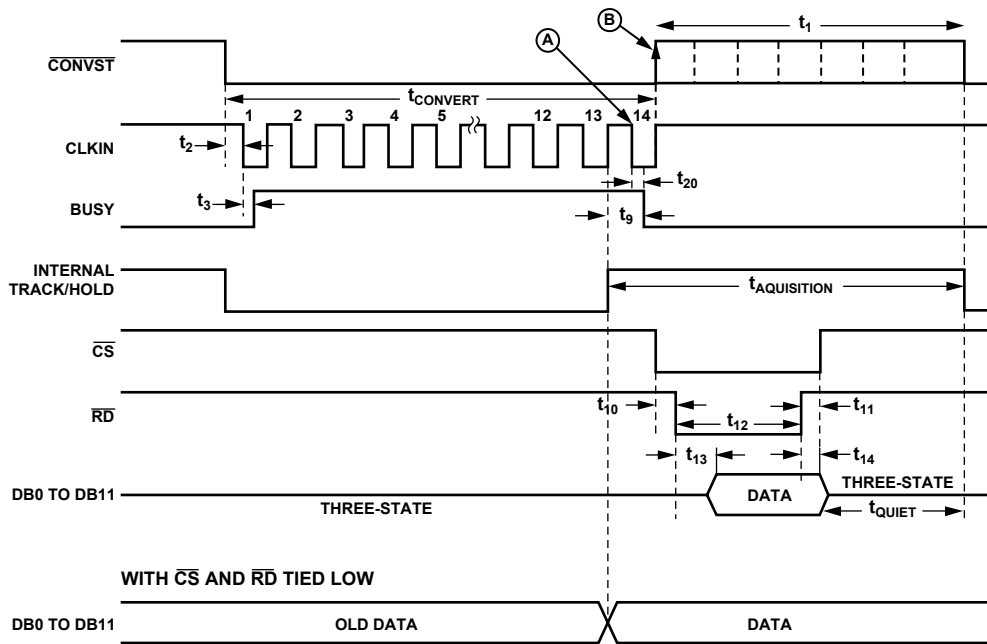 B
t1
A
CONVST
tCONVERT
1 2 3 4 5 12 13 14
CLKIN
t2
t20
t3
t9
BUSY
INTERNAL
TRACK/HOLD
tAQUISITION
CS
RD
t10
t12
t11
t13
t14
DB0 TO DB11
THREE-STATE
DATA
THREE-STATE
tQUIET
WITH CS AND RD TIED LOW
DB0 TO DB11
OLD DATA
DATA